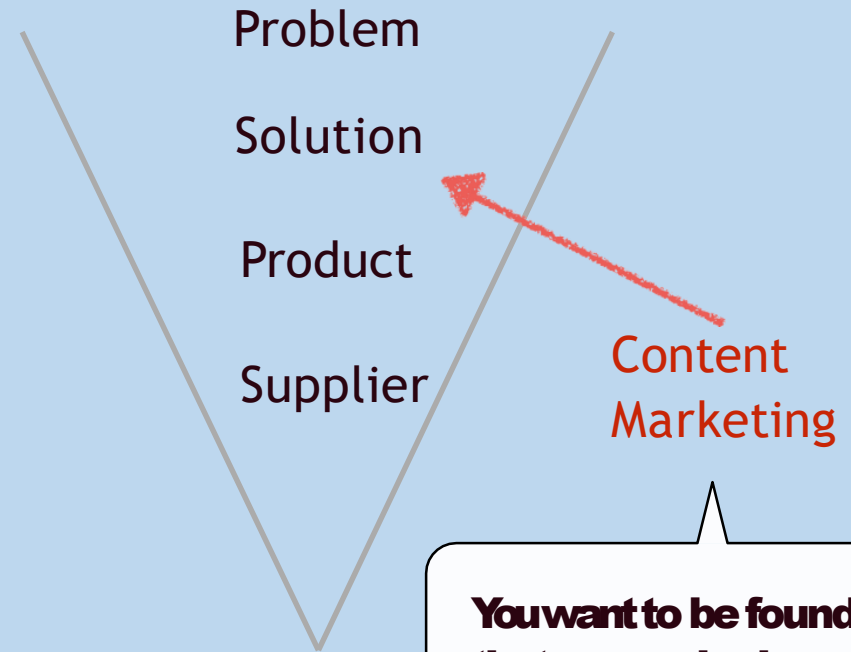 Problem
Solution
Product
Supplier
Content
Marketing
You want to be found